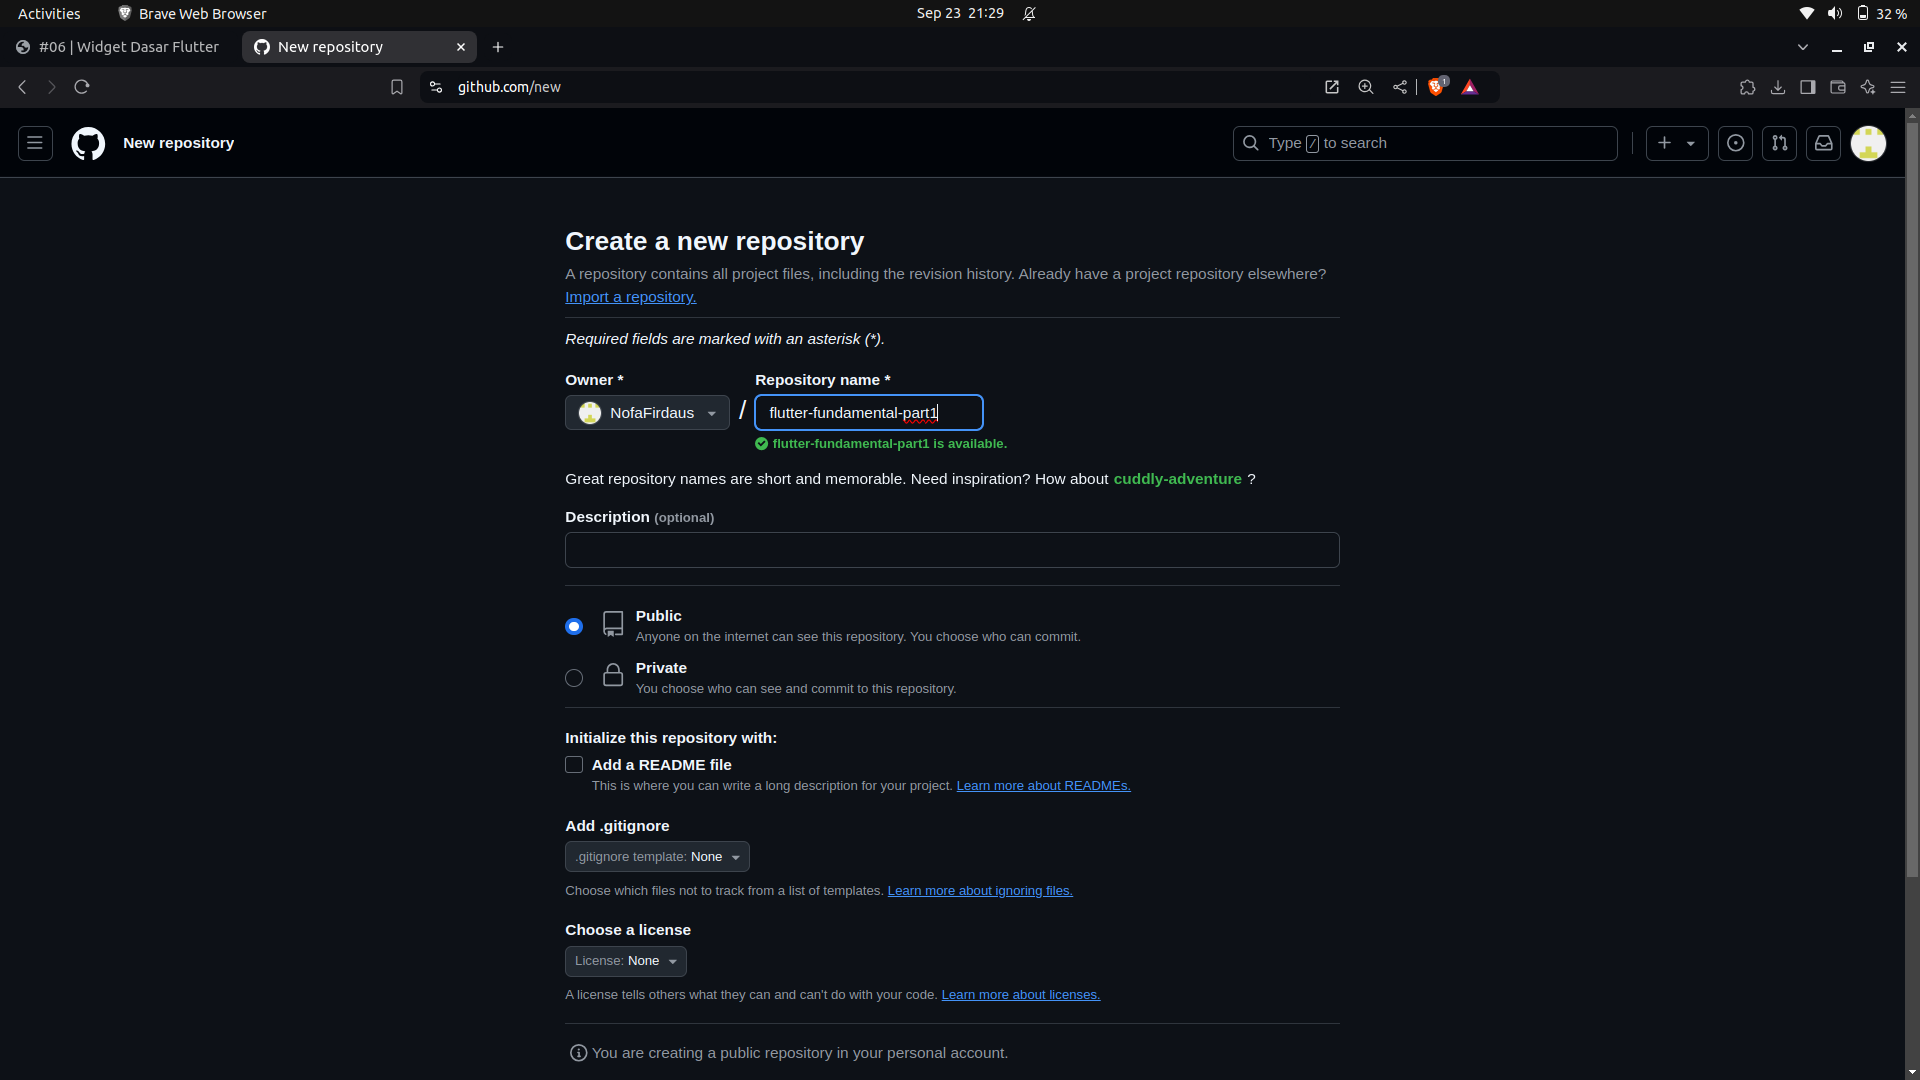 Activities Brave Web Browser Sep 23 21:29 32 %
#06 | Widget Dasar Flutter New repository
github.com/new 1
New repository Type / to search
Create a new repository
A repository contains all project files, including the revision history. Already have a project repository elsewhere?
Import a repository.
Required fields are marked with an asterisk (*).
Owner * Repository name *
NofaFirdaus / flutter-fundamental-part1
flutter-fundamental-part1 is available.
Great repository names are short and memorable. Need inspiration? How about cuddly-adventure ?
Description (optional)
Public
Anyone on the internet can see this repository. You choose who can commit.
Private
You choose who can see and commit to this repository.
Initialize this repository with:
Add a README file
This is where you can write a long description for your project. Learn more about READMEs.
Add .gitignore
.gitignore template: None
Choose which files not to track from a list of templates. Learn more about ignoring files.
Choose a license
License: None
A license tells others what they can and can't do with your code. Learn more about licenses.
You are creating a public repository in your personal account.